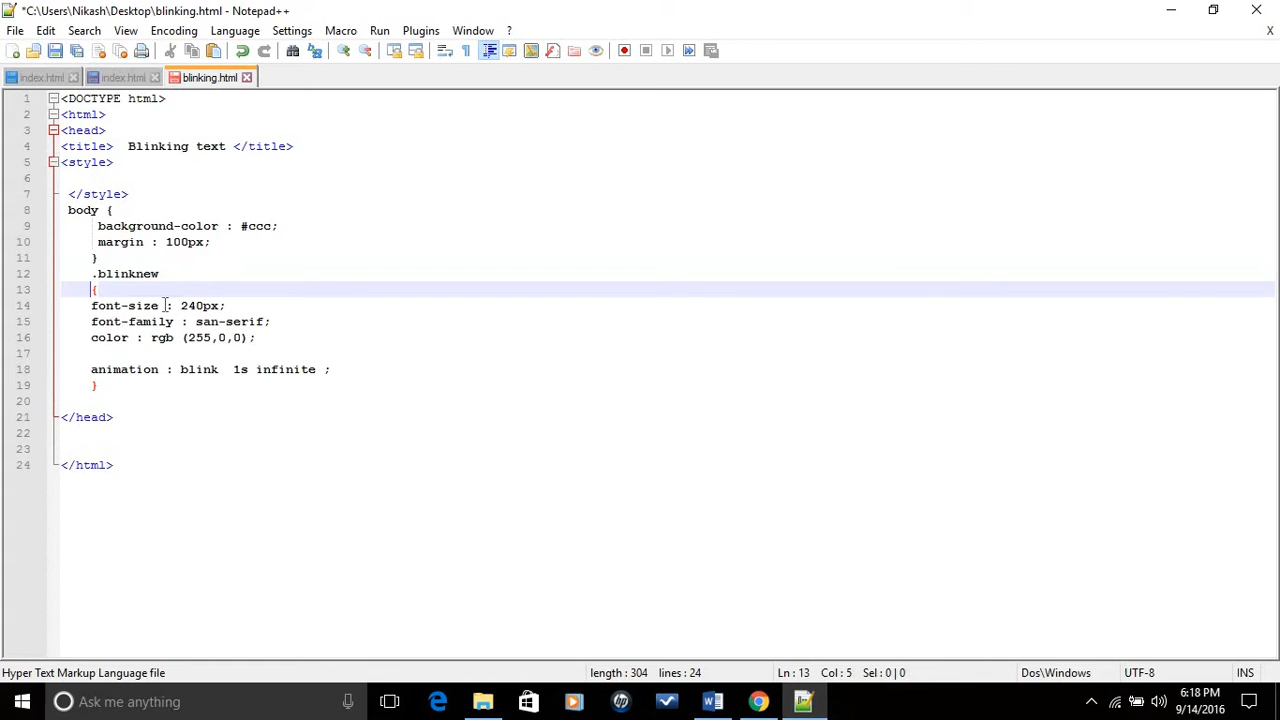 *C:\Users\Nikash\Desktop\blinking.html - Notepad++
File Edit Search View Encoding Language Settings Macro Run Plugins Window ? X
index.html index.html blinking.html
1 <DOCTYPE html>
2 <html>
3 <head>
4 <title>  Blinking text </title>
5 <style>
6
7 </style>
8 body {
9 background-color : #ccc;
10 margin : 100px;
11 }
12 .blinknew
13 {
14 font-size : 240px;
15 font-family : san-serif;
16 color : rgb (255,0,0);
17
18 animation : blink  1s infinite ;
19 }
20
21 </head>
22
23
24 </html>
Hyper Text Markup Language file length : 304 lines : 24 Ln : 13 Col : 5 Sel : 0 | 0 Dos\Windows UTF-8 INS
Ask me anything 6:18 PM
9/14/2016